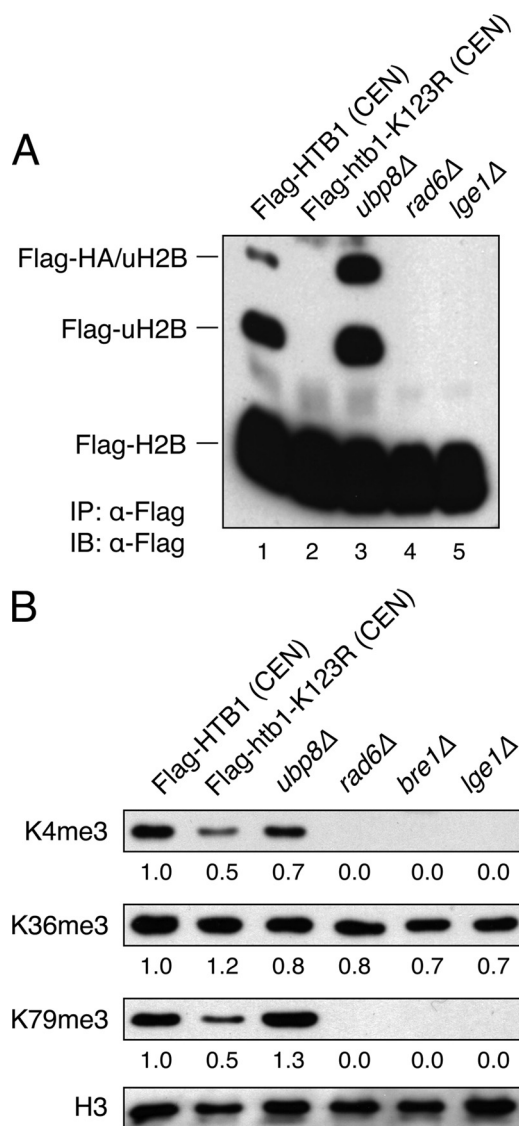 A
Flag-HTB1 (CEN)
Flag-htb1-K123R (CEN)
ubp8Δ
rad6Δ
lge1Δ
Flag-HA/uH2B
Flag-uH2B
Flag-H2B
IP: α-Flag
IB: α-Flag
1 2 3 4 5
B
Flag-HTB1 (CEN)
Flag-htb1-K123R (CEN)
ubp8Δ
rad6Δ
bre1Δ
lge1Δ
K4me3
1.0 0.5 0.7 0.0 0.0 0.0
K36me3
1.0 1.2 0.8 0.8 0.7 0.7
K79me3
1.0 0.5 1.3 0.0 0.0 0.0
H3